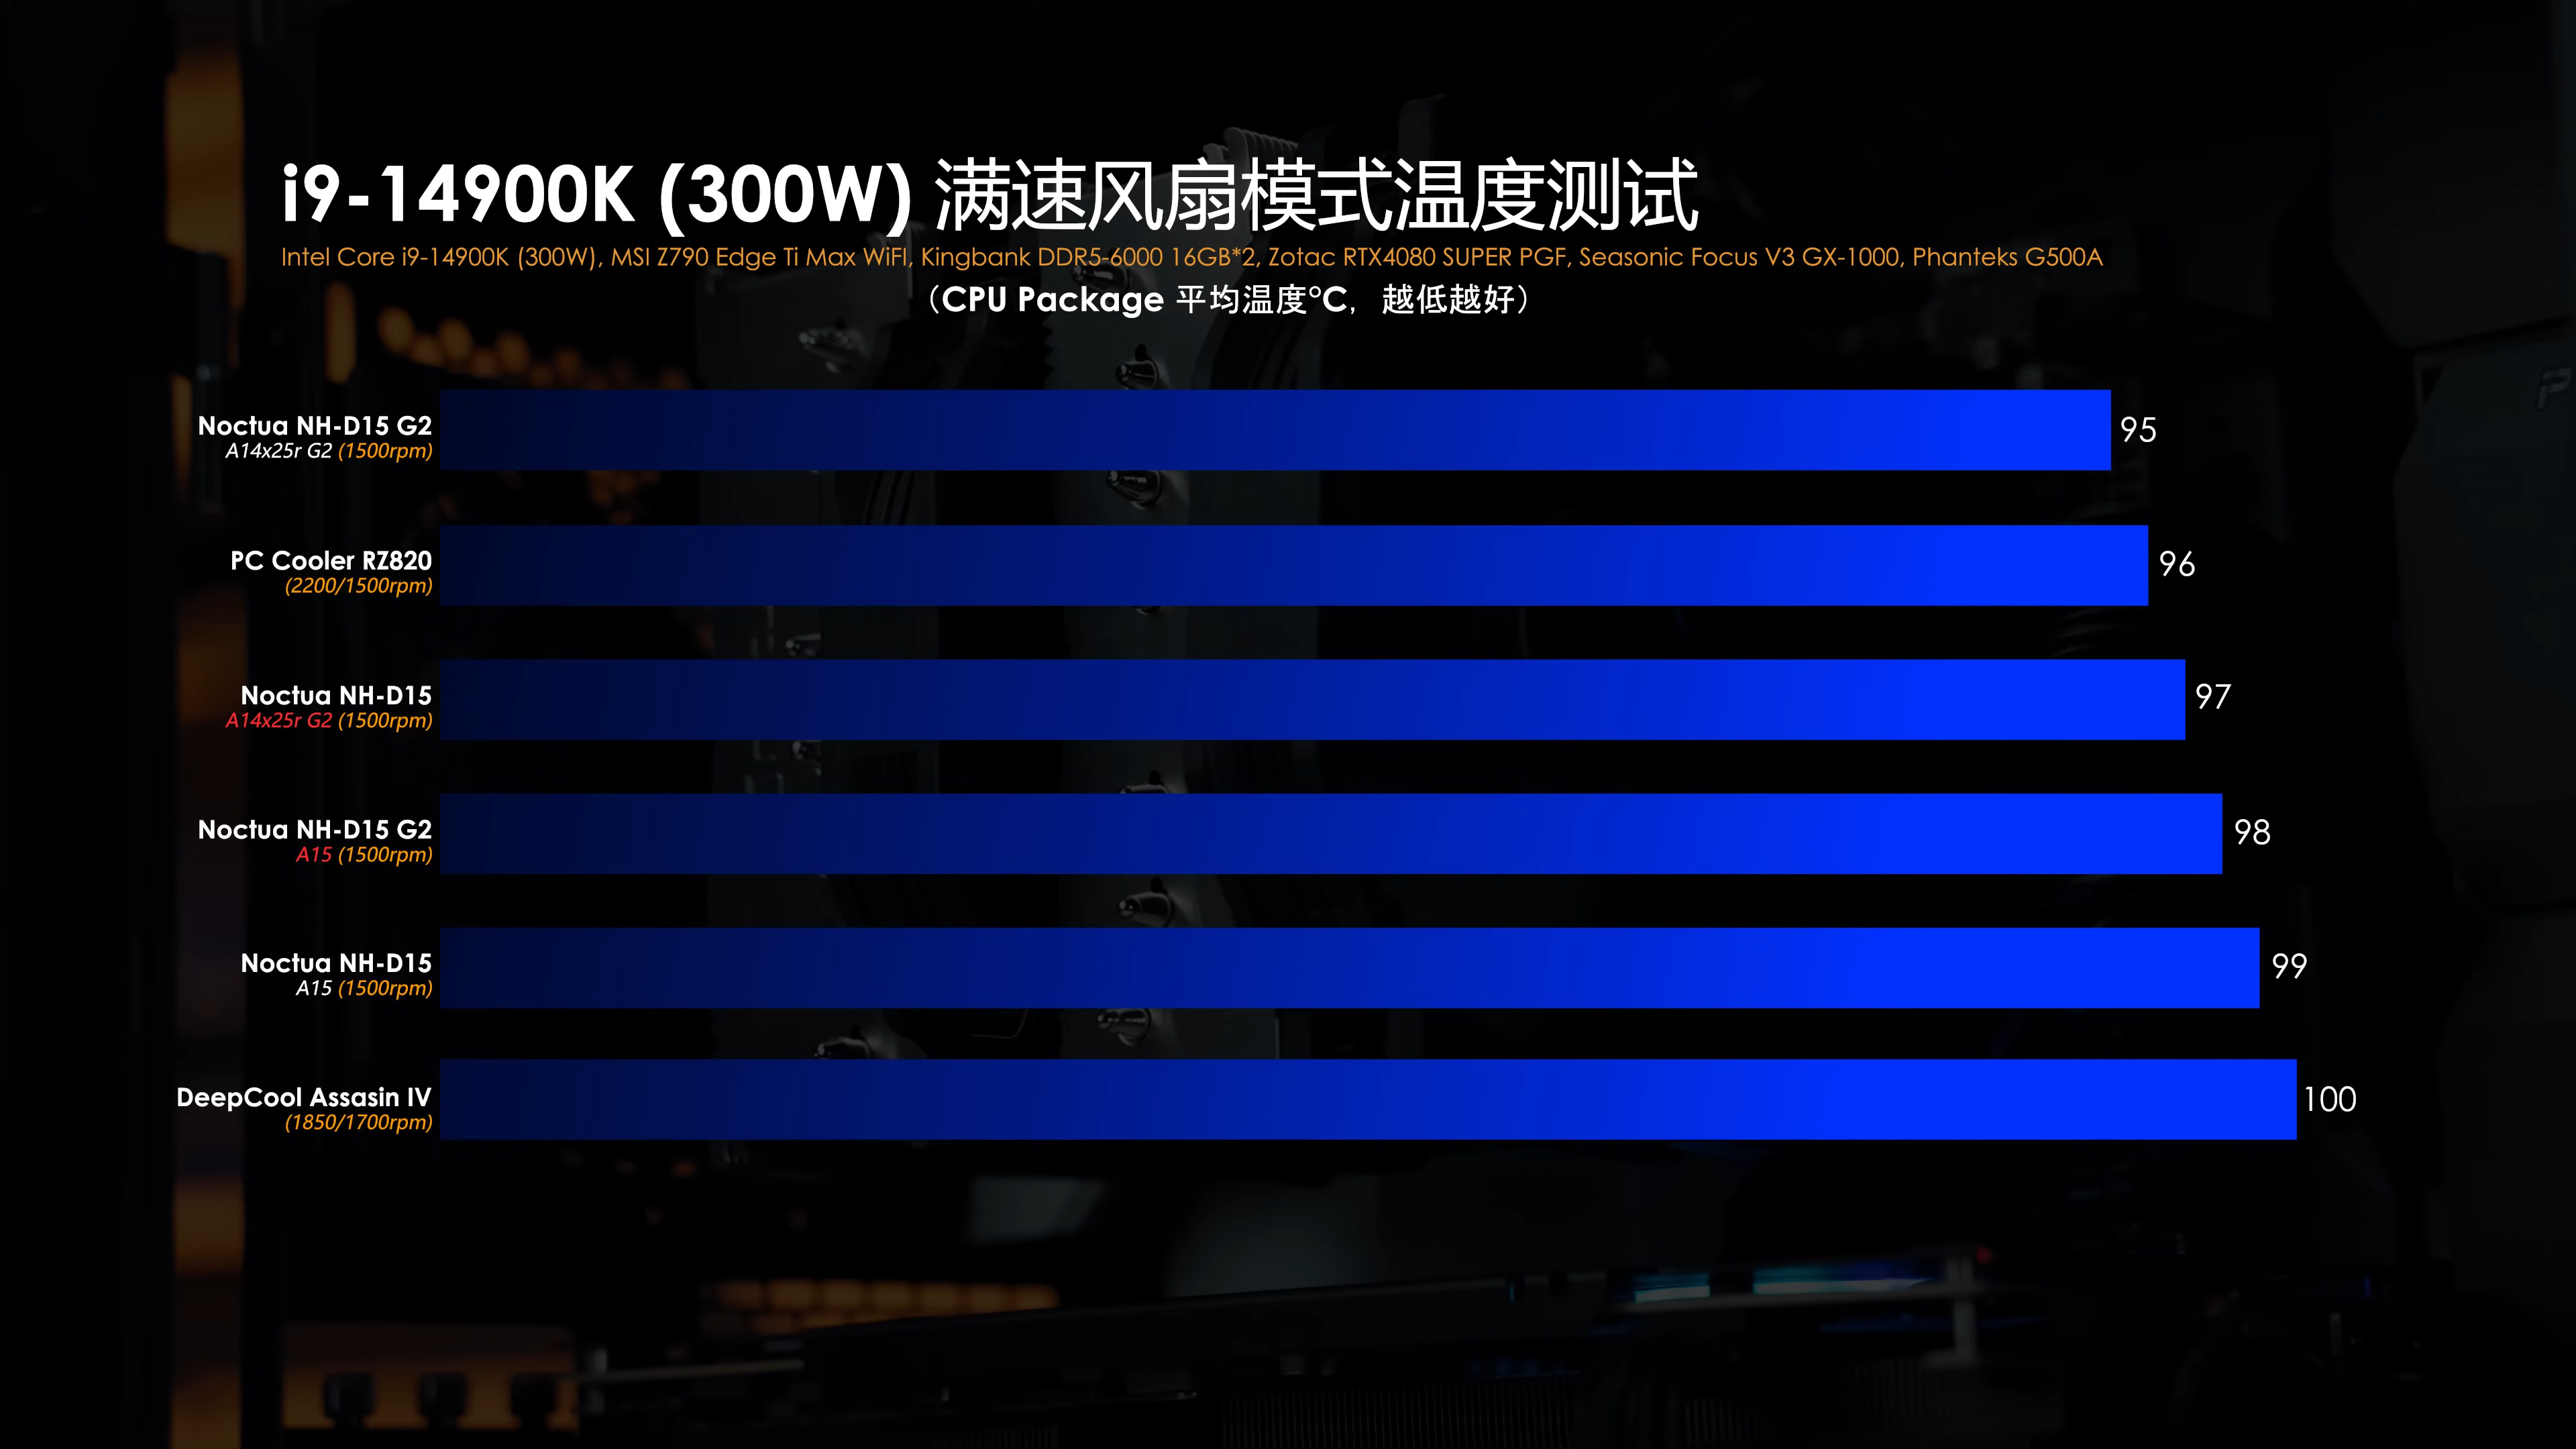 i9-14900K (300W) 满速风扇模式温度测试
Intel Core i9-14900K (300W), MSI Z790 Edge Ti Max WiFI, Kingbank DDR5-6000 16GB*2, Zotac RTX4080 SUPER PGF, Seasonic Focus V3 GX-1000, Phanteks G500A
（CPU Package 平均温度°C，越低越好）
Noctua NH-D15 G2
A14x25r G2 (1500rpm)
95
PC Cooler RZ820
(2200/1500rpm)
96
Noctua NH-D15
A14x25r G2 (1500rpm)
97
Noctua NH-D15 G2
A15 (1500rpm)
98
Noctua NH-D15
A15 (1500rpm)
99
DeepCool Assasin IV
(1850/1700rpm)
100